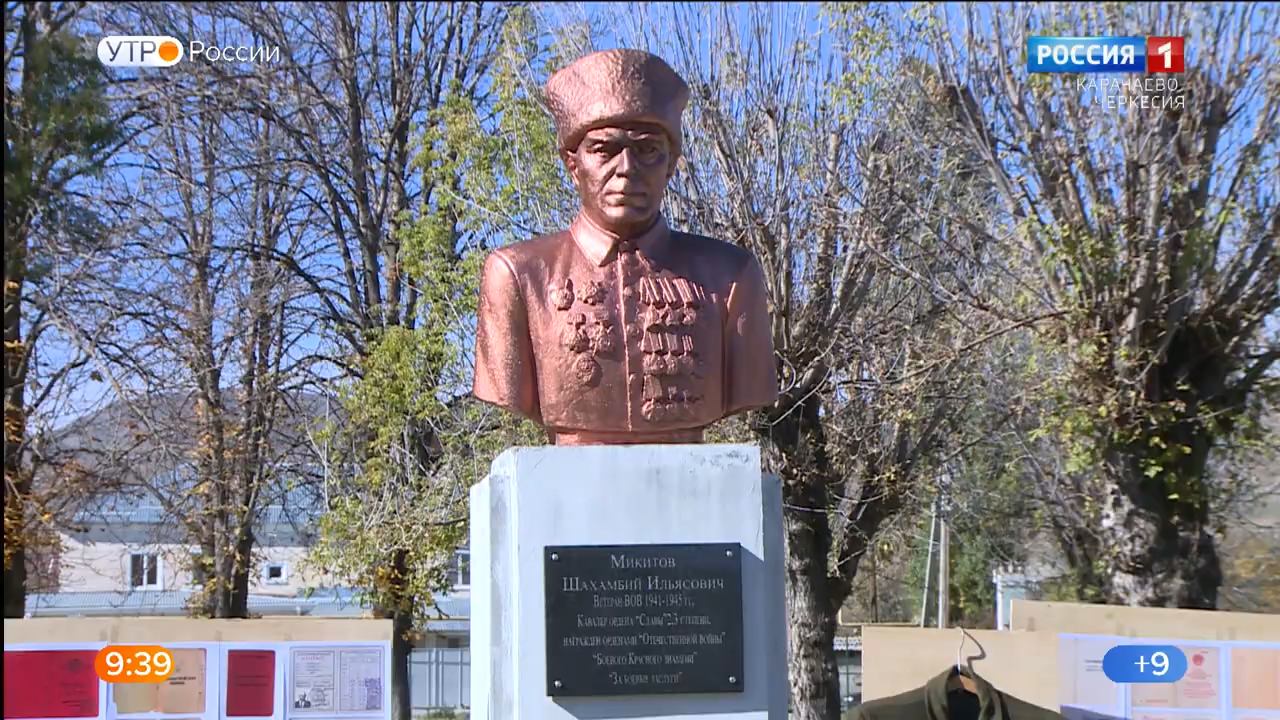 УТРО России
РОССИЯ 1
КАРАЧАЕВО
ЧЕРКЕСИЯ
Микитов
Шахамбий Ильясович
Ветеран ВОВ 1941-1945 гг.
Кавалер ордена "Славы" 2,3 степени,
награжден орденами "Отечественной войны"
"Боевого Красного знамени"
"За боевые заслуги"
9:39
+9